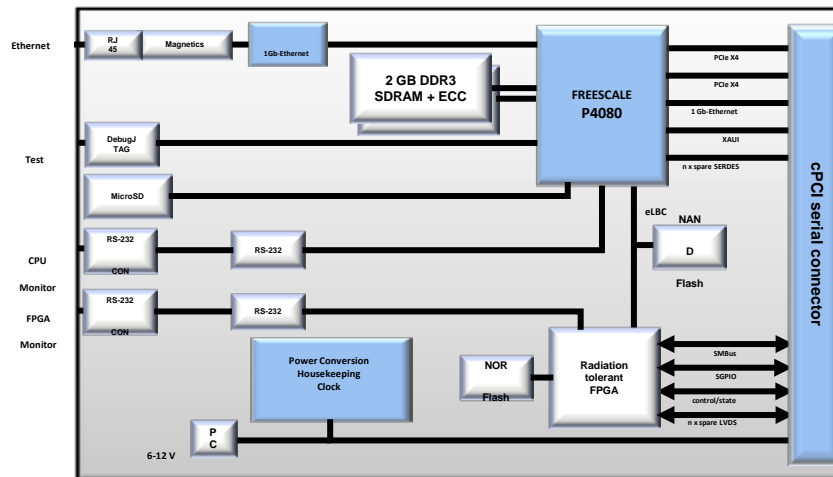 Ethernet
RJ
45
Magnetics
1Gb-Ethernet
2 GB DDR3
SDRAM + ECC
FREESCALE
P4080
PCIe X4
PCIe X4
1 Gb-Ethernet
XAUI
n x spare SERDES
cPCI serial connector
Test
DebugJ
TAG
MicroSD
CPU
Monitor
RS-232
CON
RS-232
eLBC
NAN
D
Flash
FPGA
Monitor
RS-232
CON
RS-232
Power Conversion
Housekeeping
Clock
NOR
Flash
Radiation
tolerant
FPGA
SMBus
SGPIO
control/state
n x spare LVDS
P
C
6-12 V